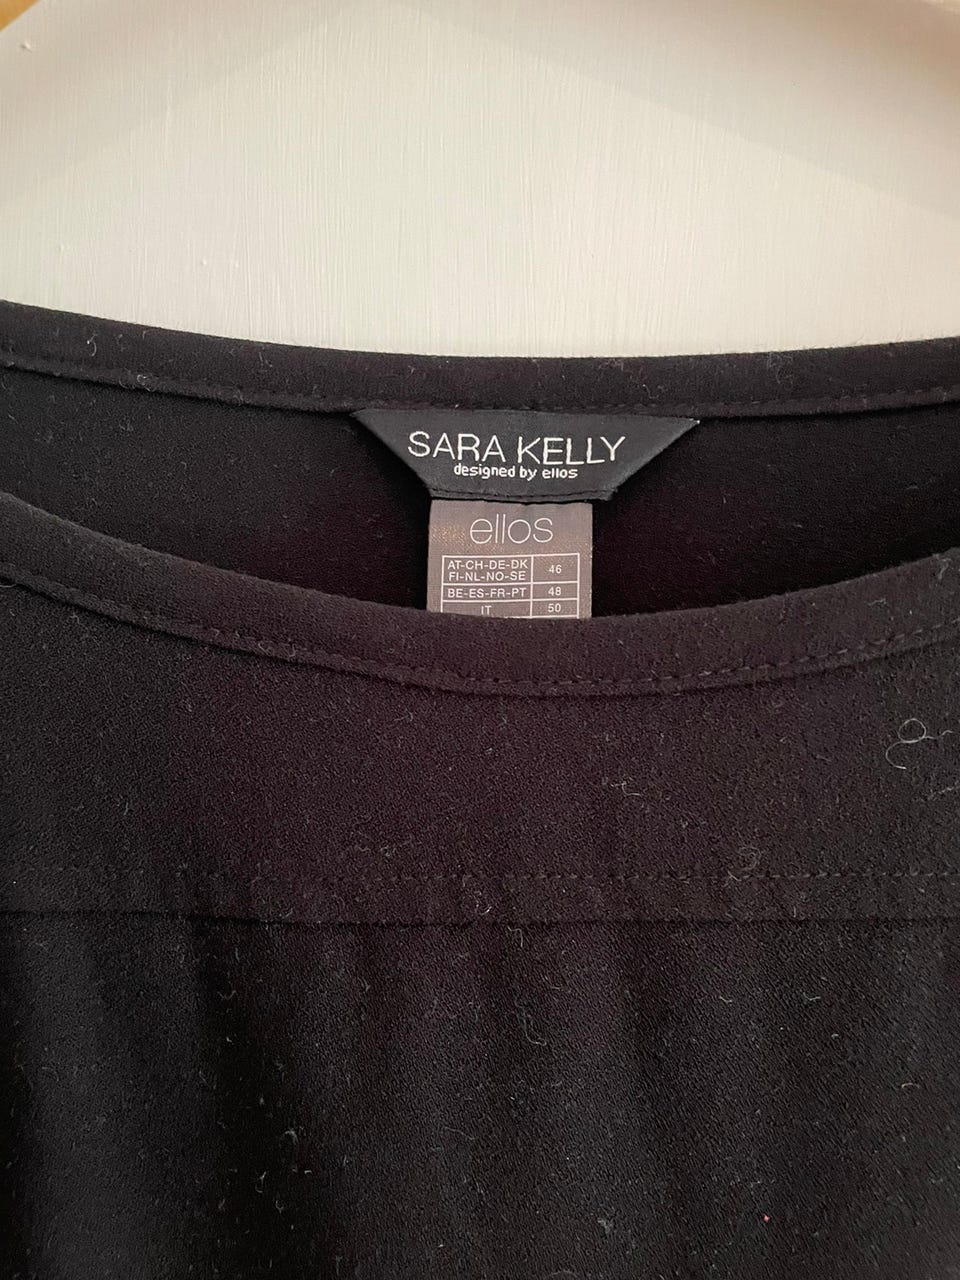 SARA KELLY
designed by ellos
ellos
AT-CH-DE-DK
FI-NL-NO-SE 46
BE-ES-FR-PT 48
IT 50